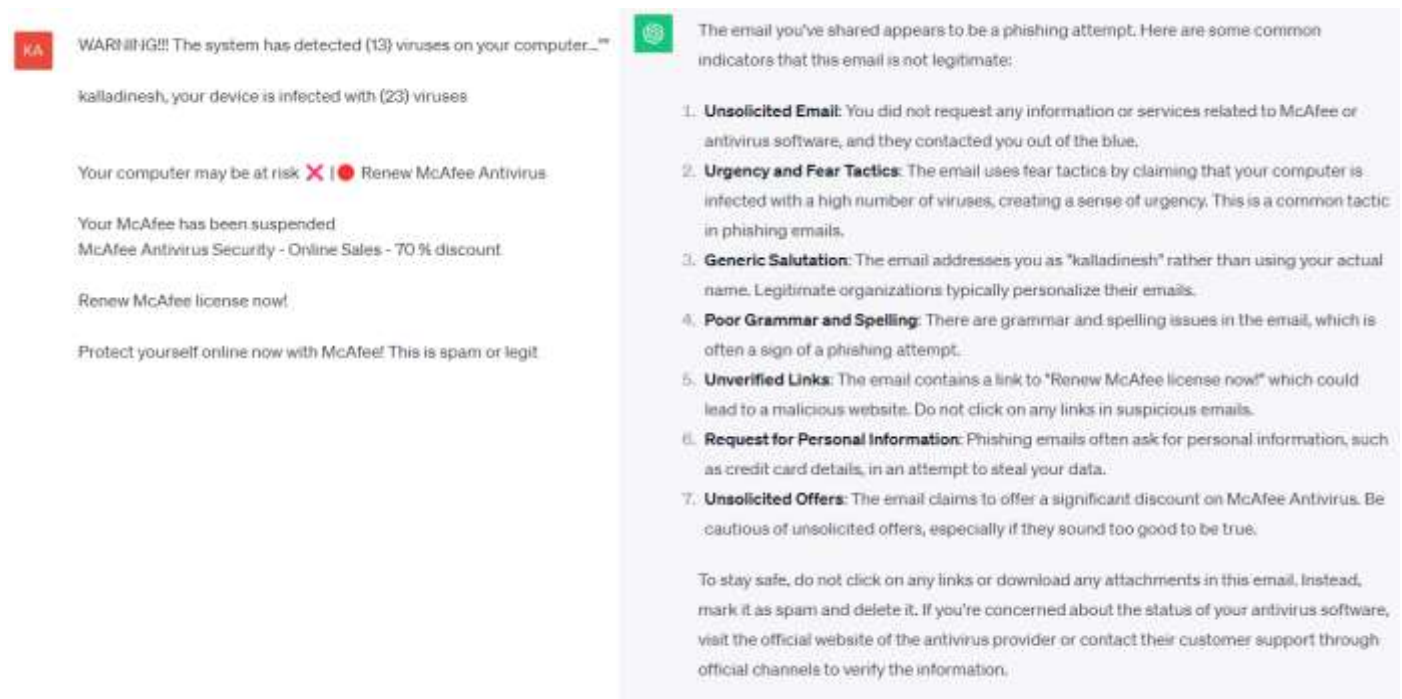 KA
WARNING!!! The system has detected (13) viruses on your computer..."
kalladinesh, your device is infected with (23) viruses
Your computer may be at risk ❌ |🔴 Renew McAfee Antivirus
Your McAfee has been suspended
McAfee Antivirus Security - Online Sales - 70 % discount
Renew McAfee license now!
Protect yourself online now with McAfee! This is spam or legit
The email you've shared appears to be a phishing attempt. Here are some common
indicators that this email is not legitimate:
1. Unsolicited Email: You did not request any information or services related to McAfee or
antivirus software, and they contacted you out of the blue.
2. Urgency and Fear Tactics: The email uses fear tactics by claiming that your computer is
infected with a high number of viruses, creating a sense of urgency. This is a common tactic
in phishing emails.
3. Generic Salutation: The email addresses you as "kalladinesh" rather than using your actual
name. Legitimate organizations typically personalize their emails.
4. Poor Grammar and Spelling: There are grammar and spelling issues in the email, which is
often a sign of a phishing attempt.
5. Unverified Links: The email contains a link to "Renew McAfee license now!" which could
lead to a malicious website. Do not click on any links in suspicious emails.
6. Request for Personal Information: Phishing emails often ask for personal information, such
as credit card details, in an attempt to steal your data.
7. Unsolicited Offers: The email claims to offer a significant discount on McAfee Antivirus. Be
cautious of unsolicited offers, especially if they sound too good to be true.
To stay safe, do not click on any links or download any attachments in this email. Instead,
mark it as spam and delete it. If you're concerned about the status of your antivirus software,
visit the official website of the antivirus provider or contact their customer support through
official channels to verify the information.